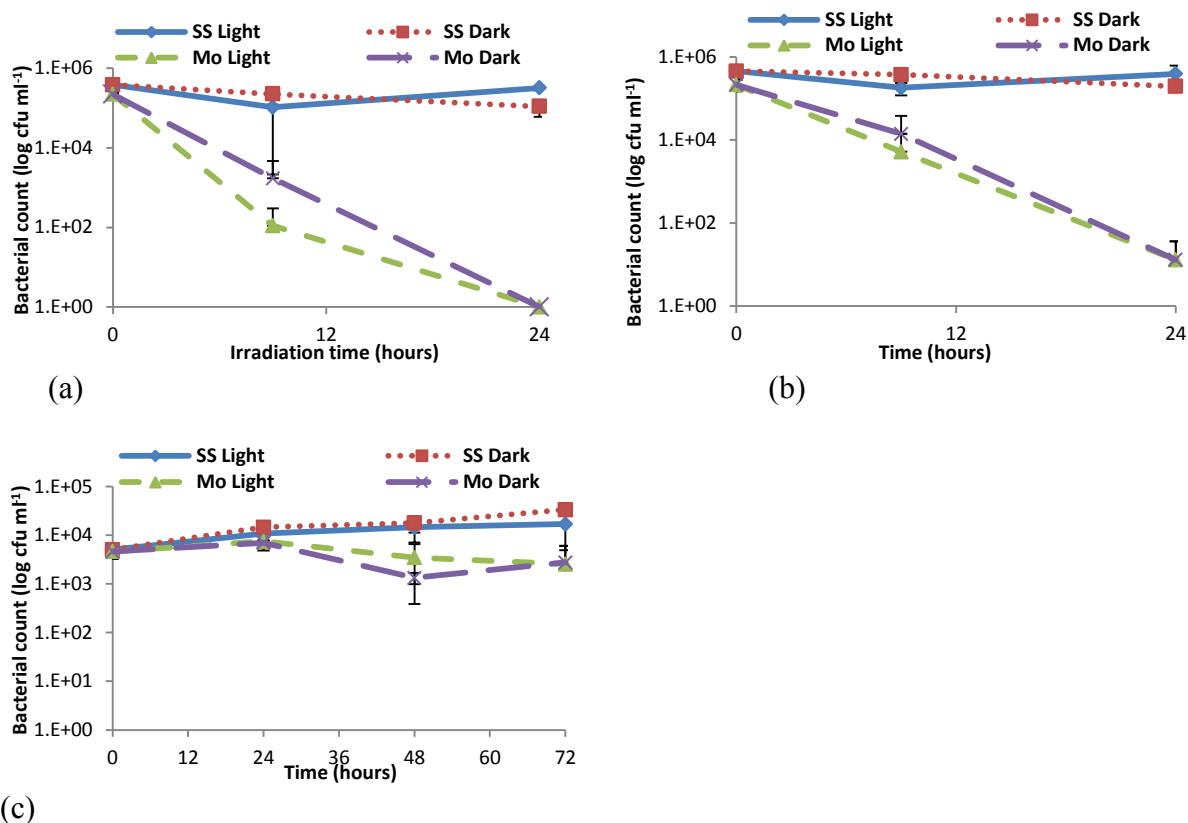 SS Light SS Dark
Mo Light Mo Dark
Bacterial count (log cfu ml-1)
1.E+06
1.E+04
1.E+02
1.E+00
0 12 24
Irradiation time (hours)
(a)
SS Light SS Dark
Mo Light Mo Dark
Bacterial count (log cfu ml-1)
1.E+06
1.E+04
1.E+02
1.E+00
0 12 24
Time (hours)
(b)
SS Light SS Dark
Mo Light Mo Dark
Bacterial count (log cfu ml-1)
1.E+05
1.E+04
1.E+03
1.E+02
1.E+01
1.E+00
0 12 24 36 48 60 72
Time (hours)
(c)